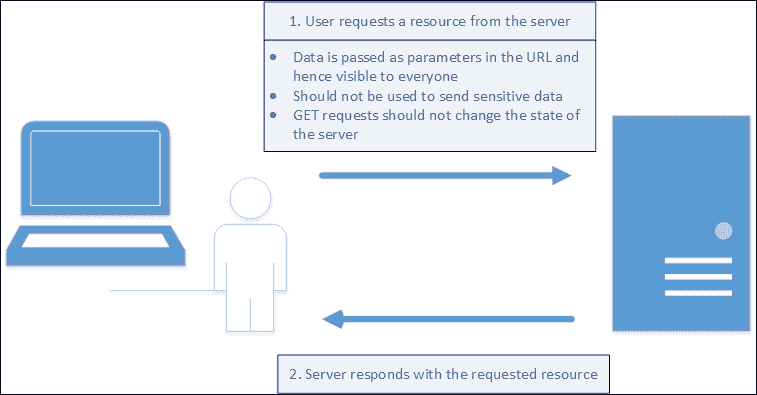 1. User requests a resource from the server
• Data is passed as parameters in the URL and
hence visible to everyone
• Should not be used to send sensitive data
• GET requests should not change the state of
the server
2. Server responds with the requested resource